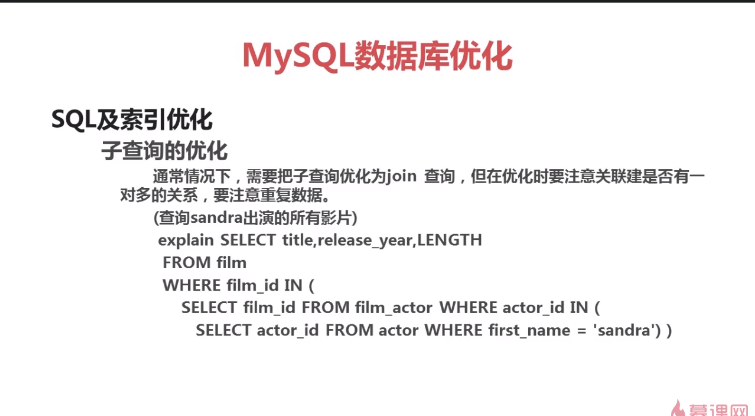 MySQL数据库优化
SQL及索引优化
子查询的优化
通常情况下，需要把子查询优化为join 查询，但在优化时要注意关联建是否有一
对多的关系，要注意重复数据。
(查询sandra出演的所有影片)
explain SELECT title,release_year,LENGTH
FROM film
WHERE film_id IN (
SELECT film_id FROM film_actor WHERE actor_id IN (
SELECT actor_id FROM actor WHERE first_name = 'sandra') )
慕课网